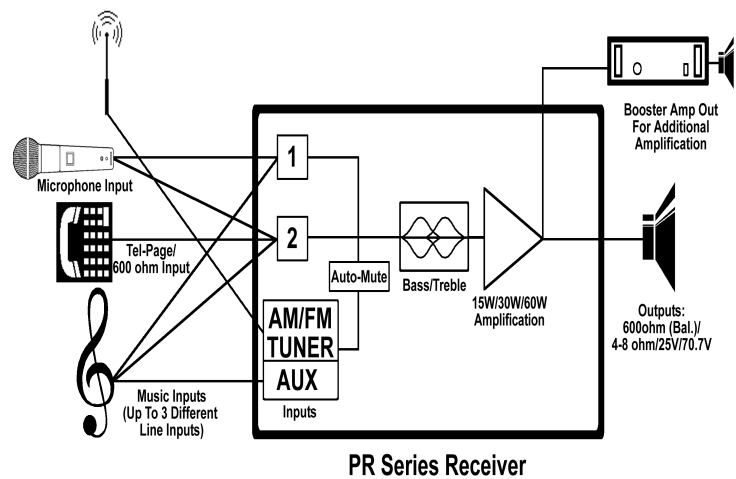 Booster Amp Out
For Additional
Amplification
1
Microphone Input
2
Tel-Page/
600 ohm Input
Auto-Mute
Bass/Treble
15W/30W/60W
Amplification
AM/FM
TUNER
AUX
Inputs
Outputs:
600ohm (Bal.)/
4-8 ohm/25V/70.7V
Music Inputs
(Up To 3 Different
Line Inputs)
PR Series Receiver